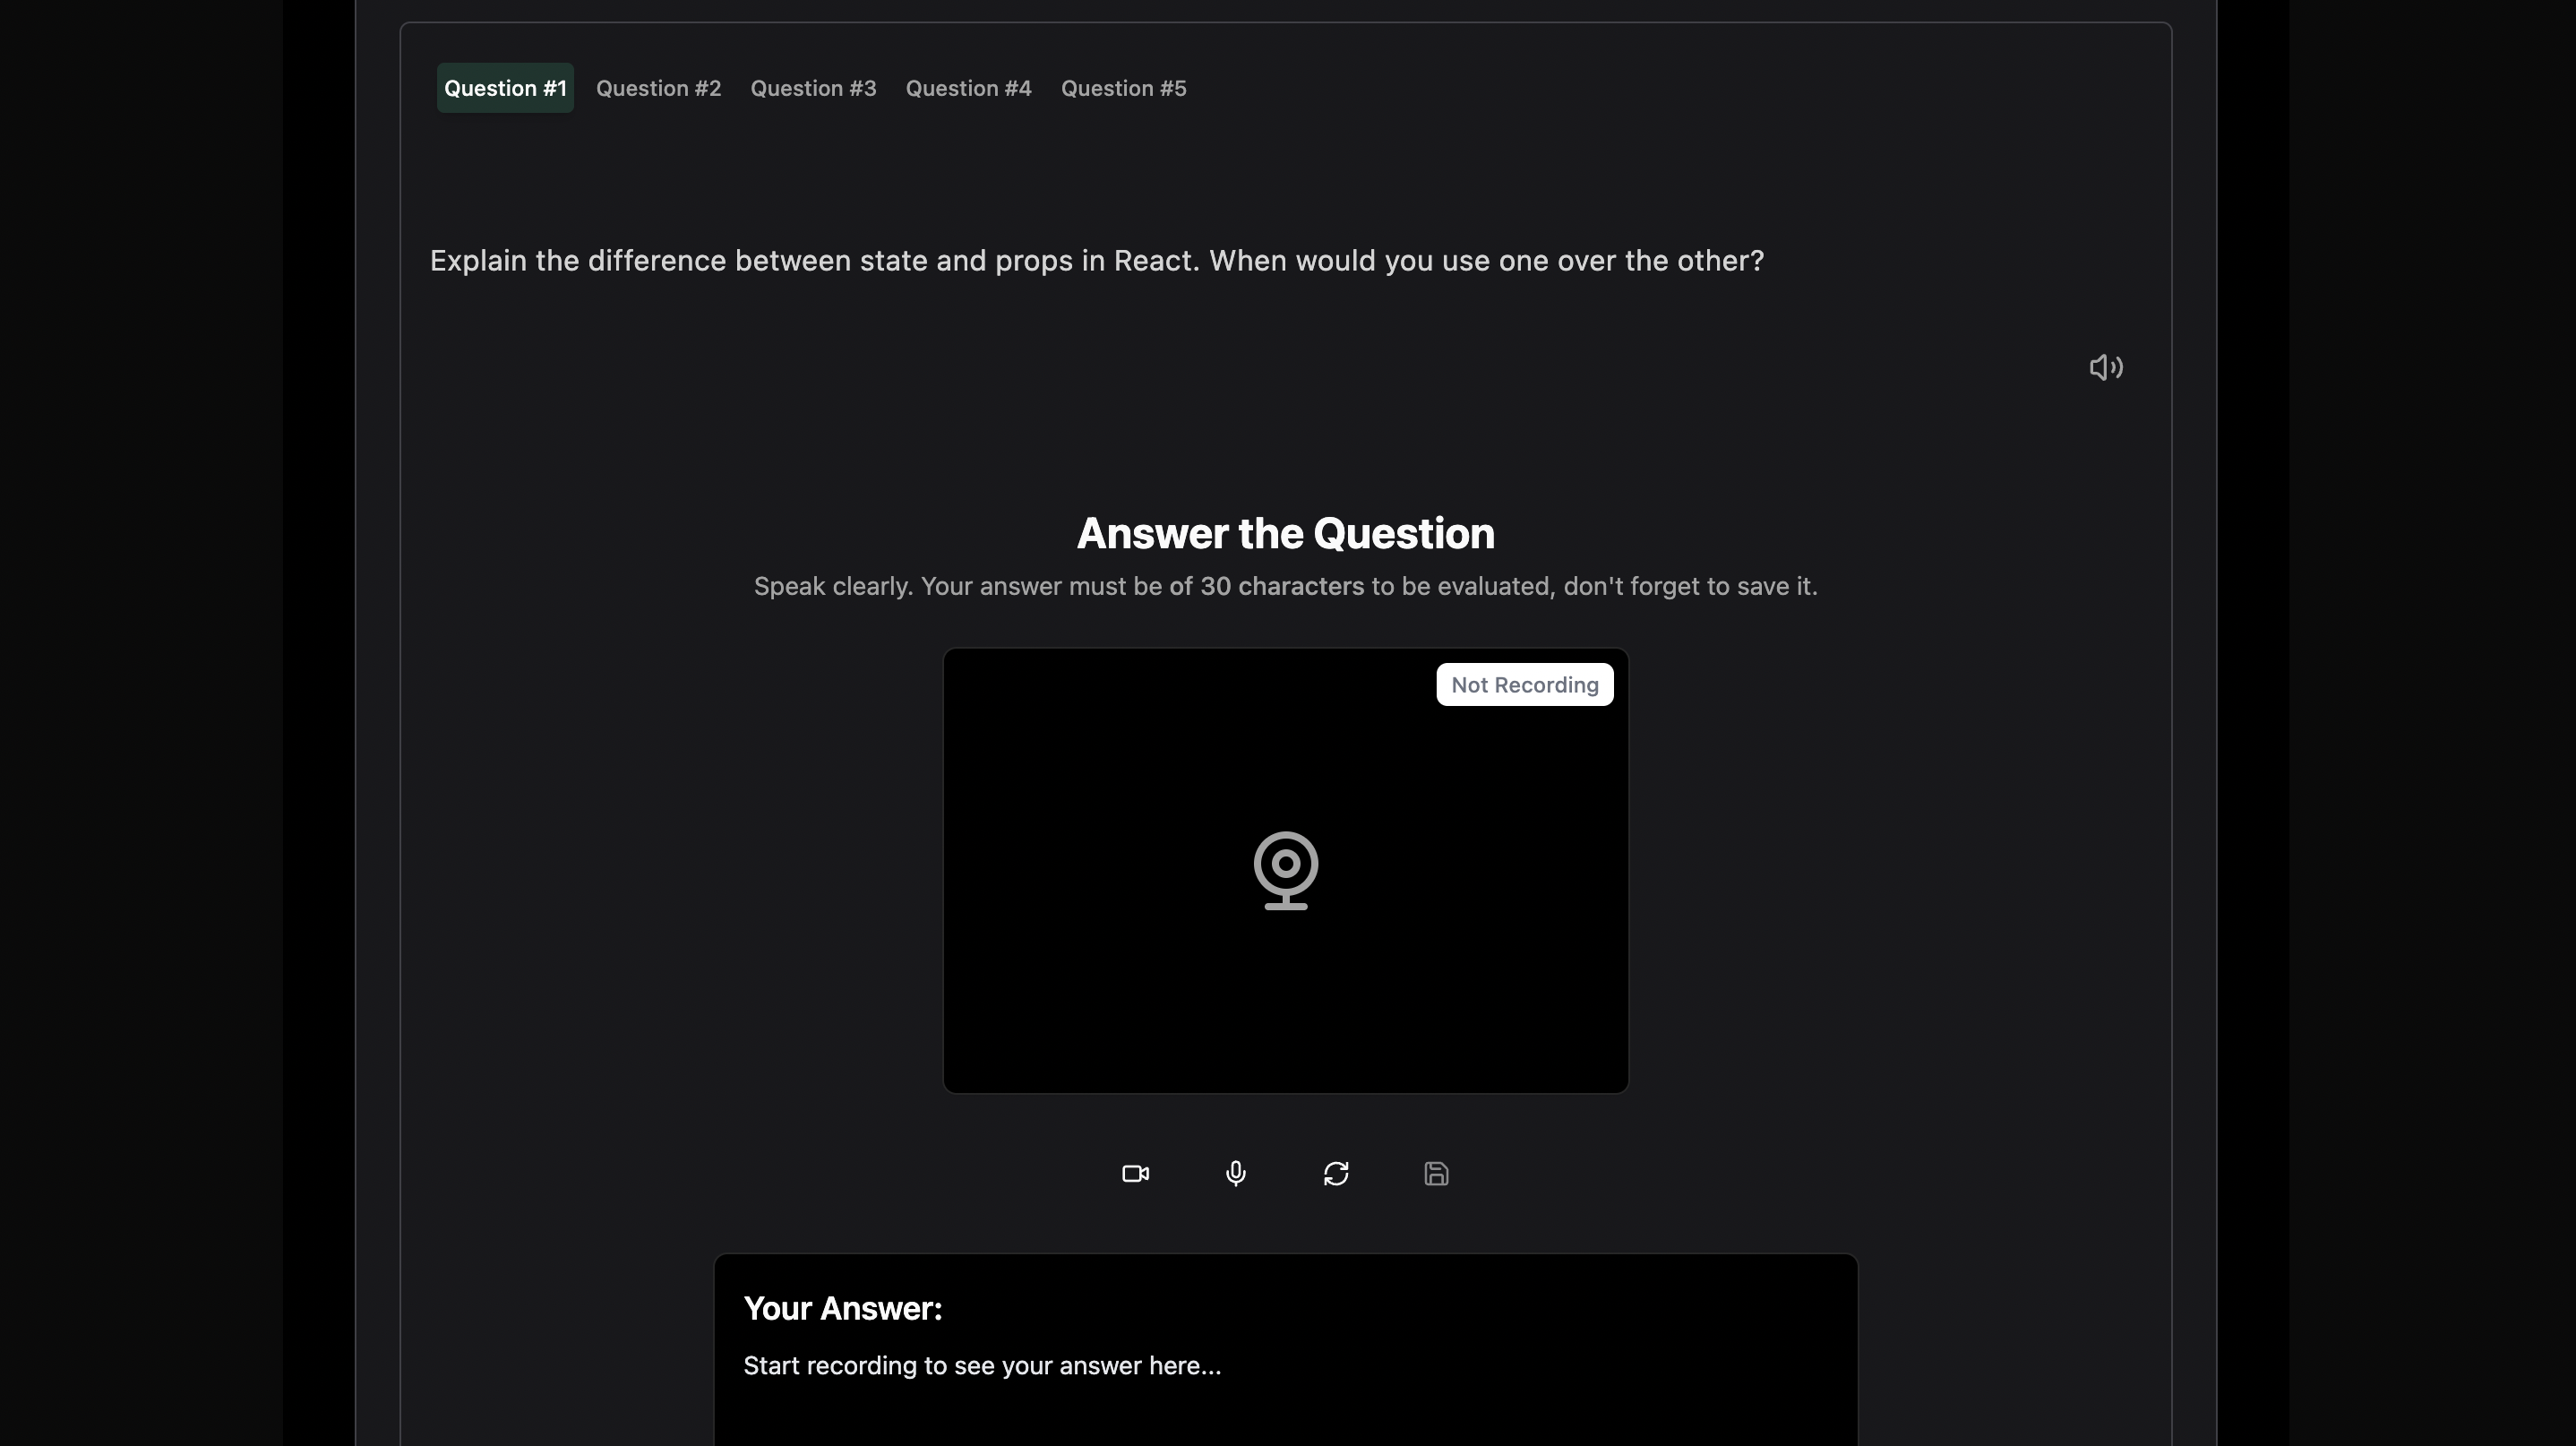 Question #1 Question #2 Question #3 Question #4 Question #5
Explain the difference between state and props in React. When would you use one over the other?
Answer the Question
Speak clearly. Your answer must be of 30 characters to be evaluated, don't forget to save it.
Not Recording
Your Answer:
Start recording to see your answer here...